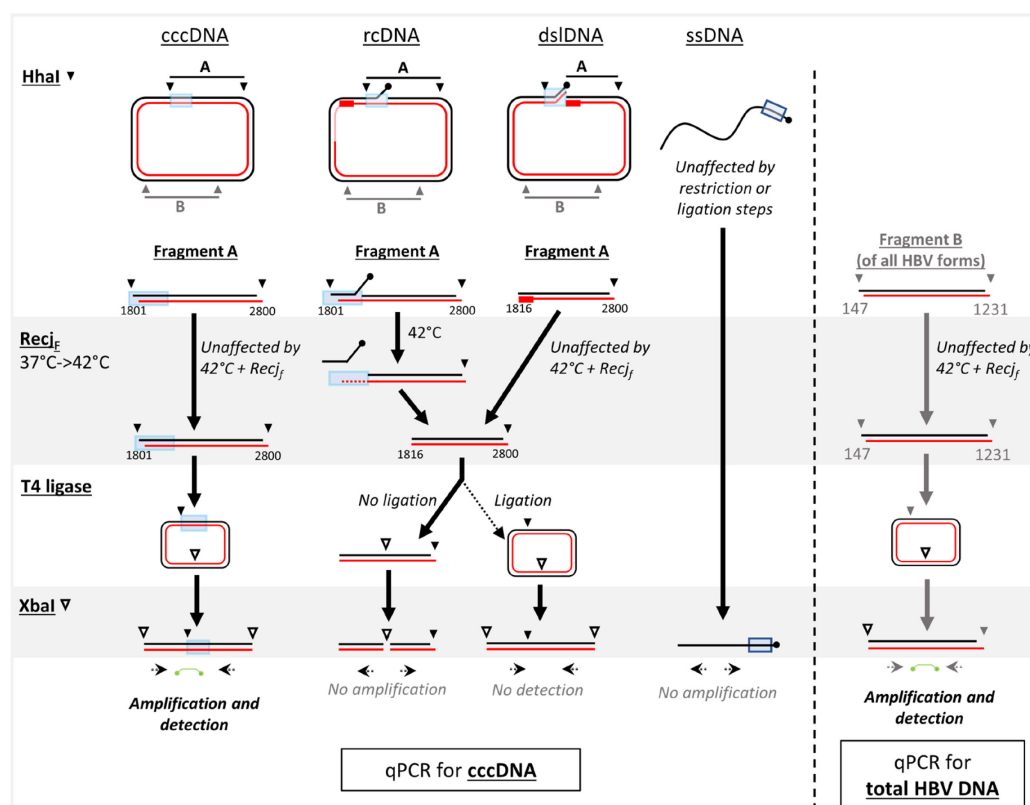 cccDNA rcDNA dslDNA ssDNA
HhaI
A A A
B B B
Unaffected by
restriction or
ligation steps
Fragment A Fragment A Fragment A
Fragment B
(of all HBV forms)
1801 2800 1801 2800 1816 2800
147 1231
Recjf
37°C->42°C
Unaffected by
42°C + Recjf
42°C
Unaffected by
42°C + Recjf
Unaffected by
42°C + Recjf
1801 2800 1816 2800 147 1231
T4 ligase
No ligation Ligation
XbaI
Amplification and
detection
No amplification
No detection
No amplification
Amplification and
detection
qPCR for cccDNA
qPCR for
total HBV DNA